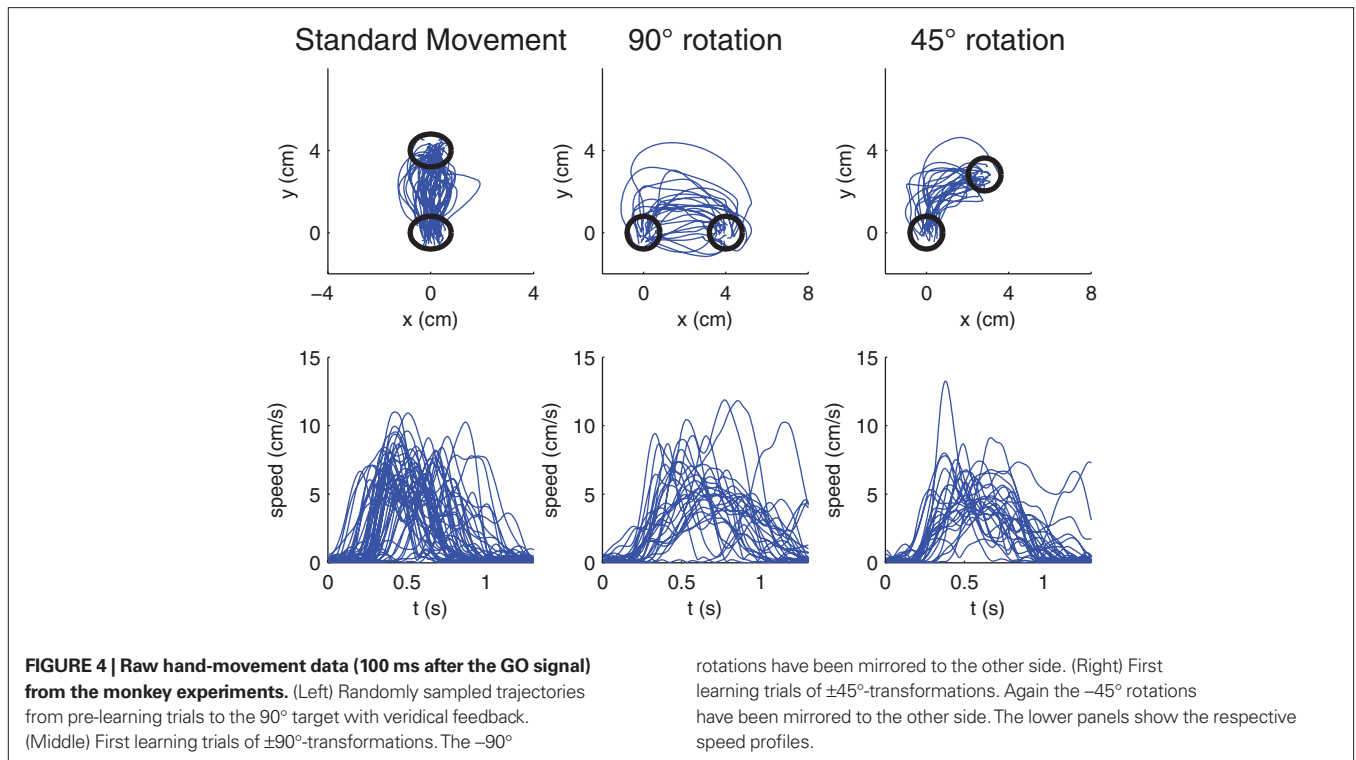 Standard Movement
90° rotation
45° rotation
y (cm)
4
0
−4
0
4
x (cm)
y (cm)
4
0
0
4
8
x (cm)
y (cm)
4
0
0
4
8
x (cm)
speed (cm/s)
15
10
5
0
0
0.5
1
t (s)
speed (cm/s)
15
10
5
0
0
0.5
1
t (s)
speed (cm/s)
15
10
5
0
0
0.5
1
t (s)
FIGURE 4 | Raw hand-movement data (100 ms after the GO signal)
from the monkey experiments. (Left) Randomly sampled trajectories
from pre-learning trials to the 90° target with veridical feedback.
(Middle) First learning trials of ±90°-transformations. The −90°
rotations have been mirrored to the other side. (Right) First
learning trials of ±45°-transformations. Again the −45° rotations
have been mirrored to the other side. The lower panels show the respective
speed profiles.